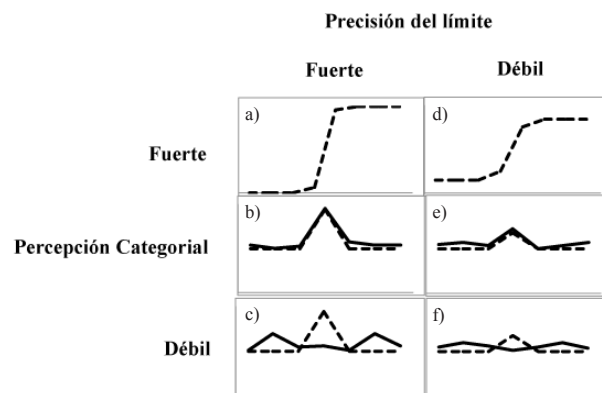 Precisión del límite
Fuerte Débil
Fuerte a) d)
Percepción Categorial b) e)
Débil c) f)